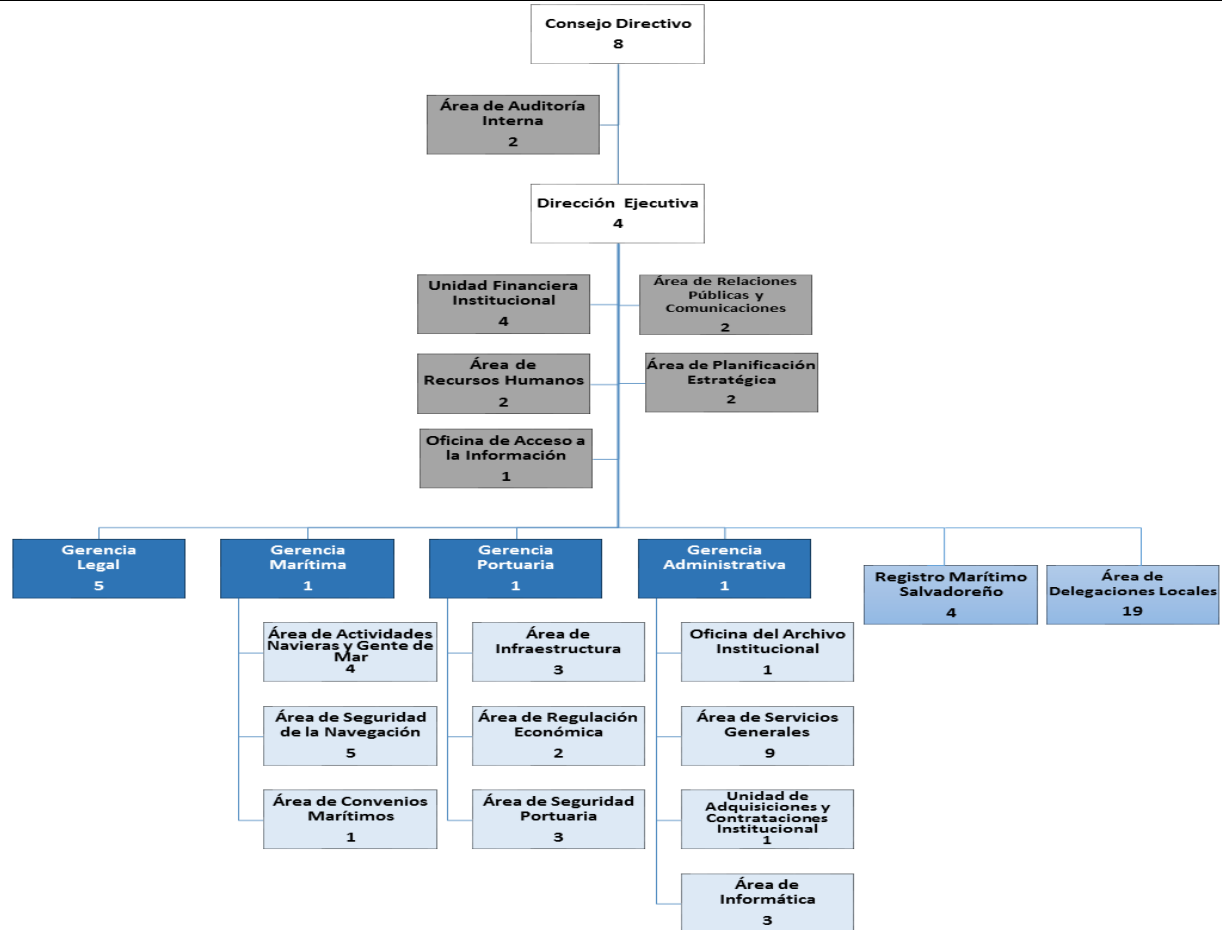 Consejo Directivo
8
Área de Auditoría
Interna
2
Dirección Ejecutiva
4
Unidad Financiera
Institucional
4
Área de Relaciones
Públicas y
Comunicaciones
2
Área de
Recursos Humanos
2
Área de Planificación
Estratégica
2
Oficina de Acceso a
la Información
1
Gerencia
Legal
5
Gerencia
Marítima
1
Gerencia
Portuaria
1
Gerencia
Administrativa
1
Registro Marítimo
Salvadoreño
4
Área de
Delegaciones Locales
19
Área de Actividades
Navieras y Gente de
Mar
4
Área de
Infraestructura
3
Oficina del Archivo
Institucional
1
Área de Seguridad
de la Navegación
5
Área de Regulación
Económica
2
Área de Servicios
Generales
9
Área de Convenios
Marítimos
1
Área de Seguridad
Portuaria
3
Unidad de
Adquisiciones y
Contrataciones
Institucional
1
Área de
Informática
3